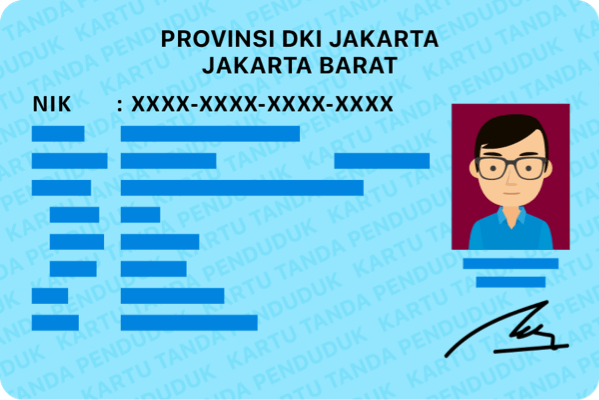 PROVINSI DKI JAKARTA
JAKARTA BARAT
NIK : XXXX-XXXX-XXXX-XXXX
KARTU TANDA PENDUDUK